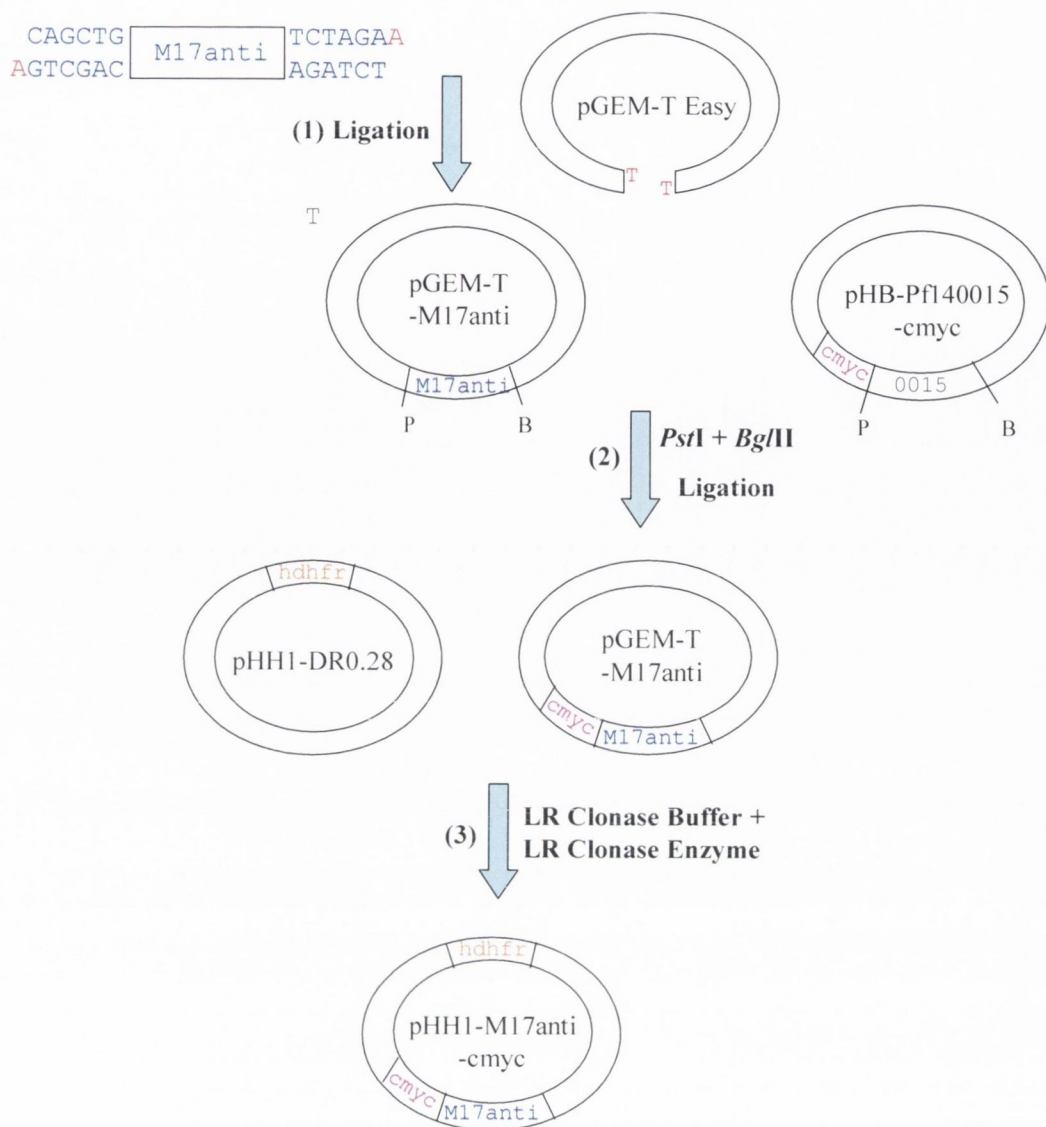 CAGCTG M17anti TCTAGAA
AGTCGAC AGATCT
(1) Ligation
pGEM-T Easy
T T
T
pGEM-T
-M17anti
M17anti
P B
pHB-Pf140015
-cmyc
cmyc 0015
P B
(2) PstI + BglII
Ligation
hdhfr
pHH1-DR0.28
pGEM-T
-M17anti
cmyc M17anti
(3) LR Clonase Buffer +
LR Clonase Enzyme
hdhfr
pHH1-M17anti
-cmyc
cmyc M17anti